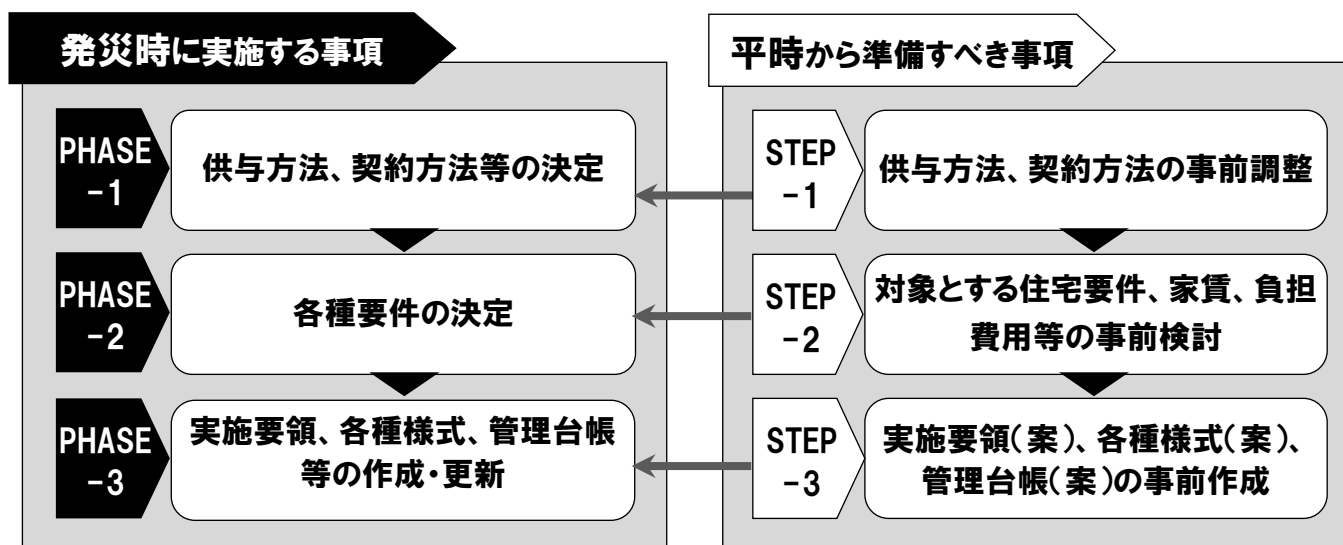 発災時に実施する事項
PHASE
-1
供与方法、契約方法等の決定
PHASE
-2
各種要件の決定
PHASE
-3
実施要領、各種様式、管理台帳
等の作成・更新
平時から準備すべき事項
STEP
-1
供与方法、契約方法の事前調整
STEP
-2
対象とする住宅要件、家賃、負担
費用等の事前検討
STEP
-3
実施要領(案)、各種様式(案)、
管理台帳(案)の事前作成